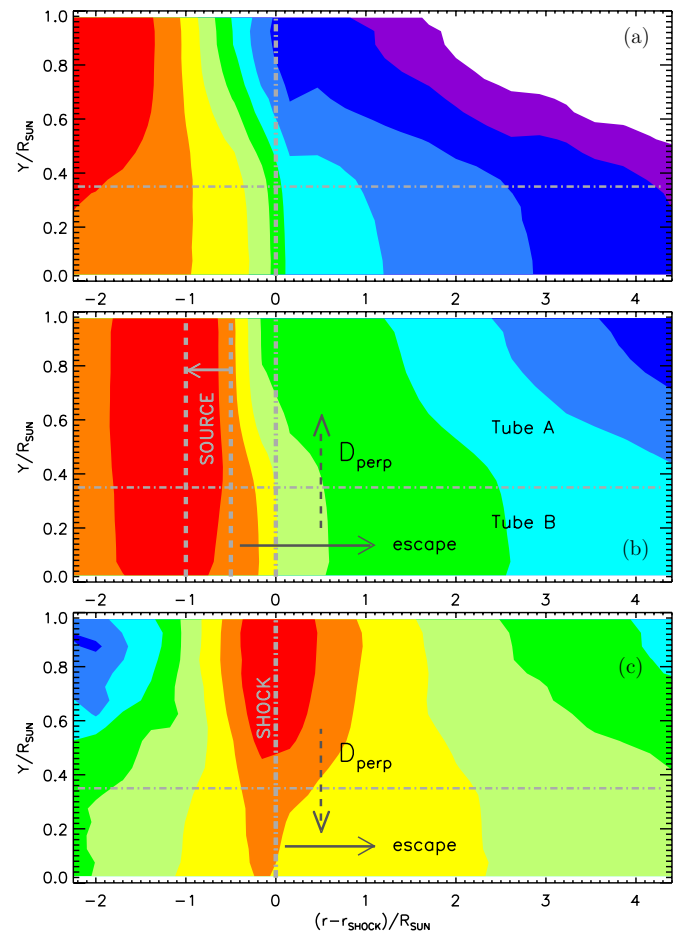 (a)
Y/R_SUN
1.0
0.8
0.6
0.4
0.2
0.0
-2 -1 0 1 2 3 4
(b)
Y/R_SUN
1.0
0.8
0.6
0.4
0.2
0.0
SOURCE
D_perp
Tube A
Tube B
escape
-2 -1 0 1 2 3 4
(c)
Y/R_SUN
1.0
0.8
0.6
0.4
0.2
0.0
SHOCK
D_perp
escape
-2 -1 0 1 2 3 4
(r-r_SHOCK)/R_SUN